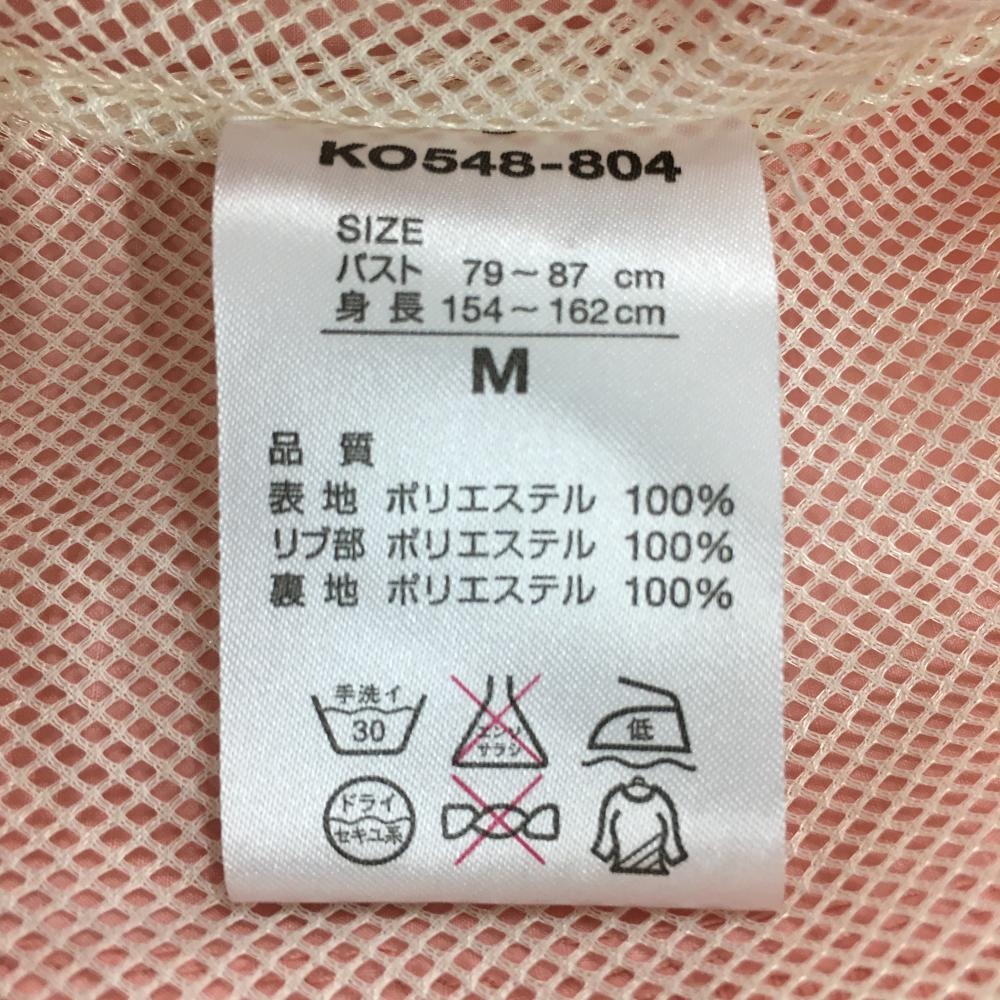 KO548-804
SIZE
バスト 79～87 cm
身長 154～162cm
M
品質
表地 ポリエステル 100%
リブ部 ポリエステル 100%
裏地 ポリエステル 100%
手洗イ
30
エンソ
サラシ
低
ドライ
セキユ系